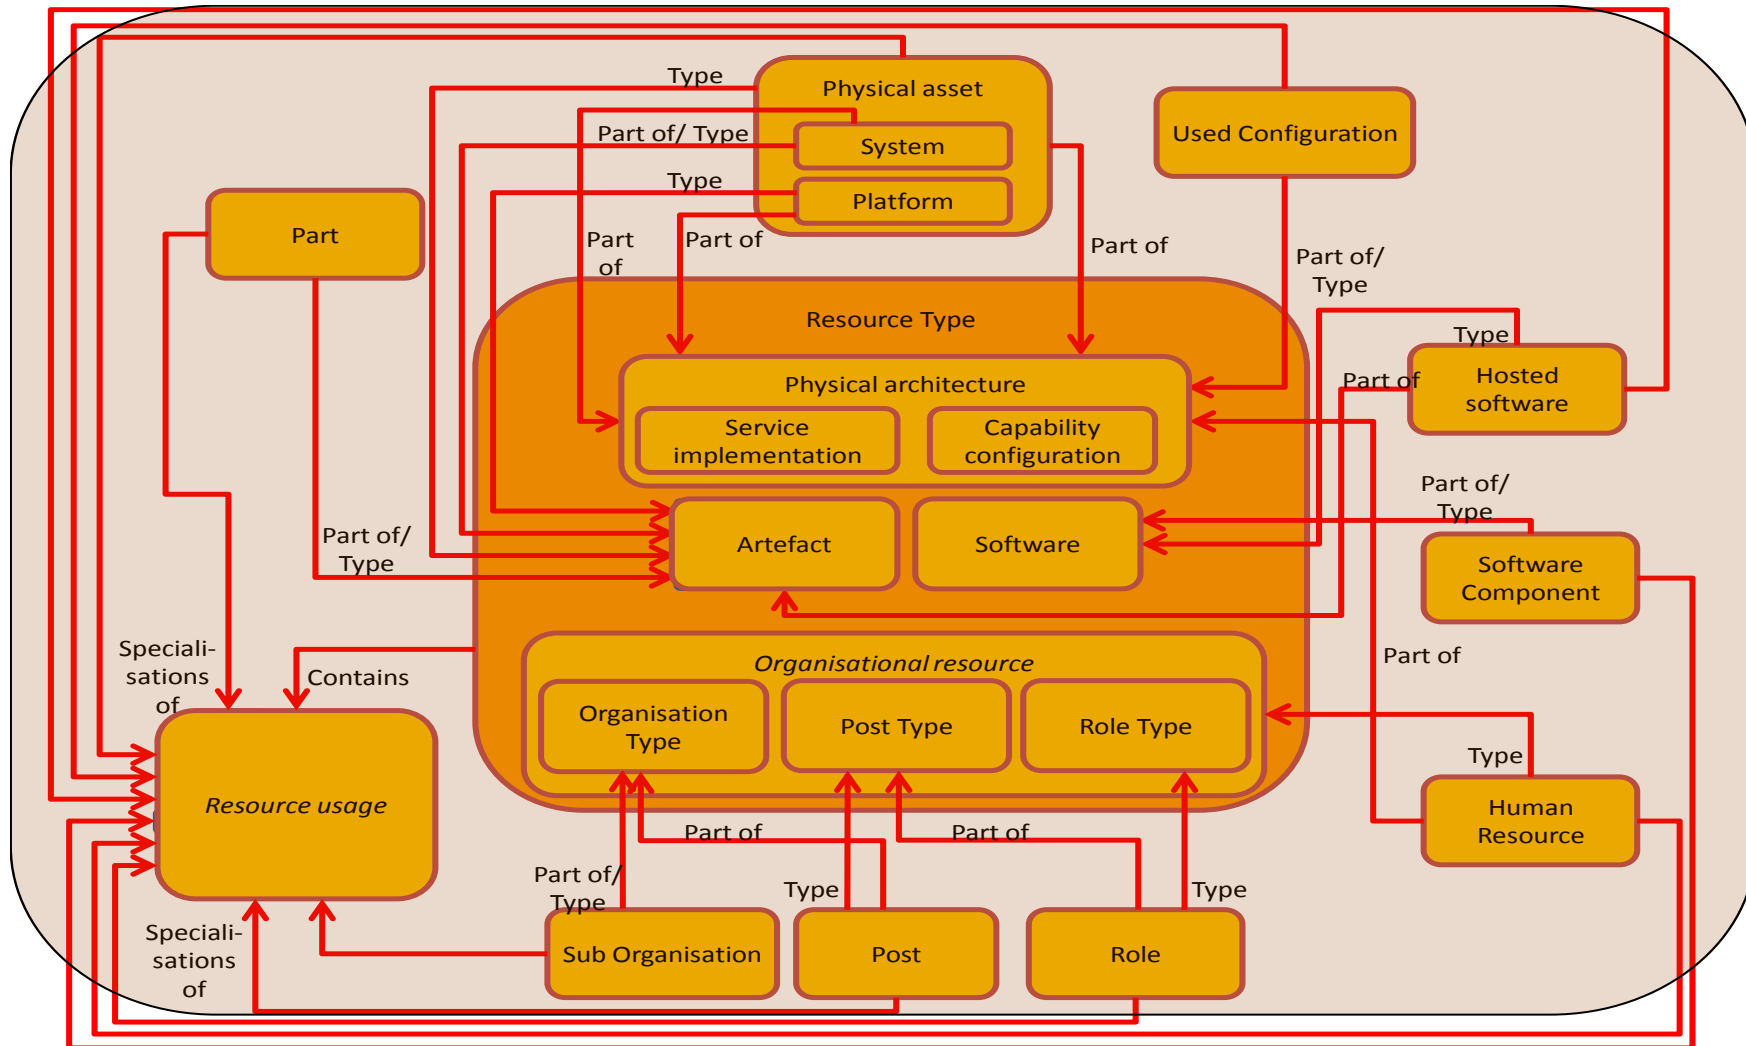 Type
Physical asset
Part of/ Type
System
Used Configuration
Type
Platform
Part
Part
of
Part of
Part of
Part of/
Type
Resource Type
Type
Physical architecture
Part of
Hosted
software
Service
implementation
Capability
configuration
Part of/
Type
Part of/
Type
Artefact
Software
Software
Component
Speciali-
sations
of
Contains
Organisational resource
Part of
Organisation
Type
Post Type
Role Type
Type
Resource usage
Human
Resource
Part of
Part of
Part of/
Type
Type
Type
Speciali-
sations
of
Sub Organisation
Post
Role